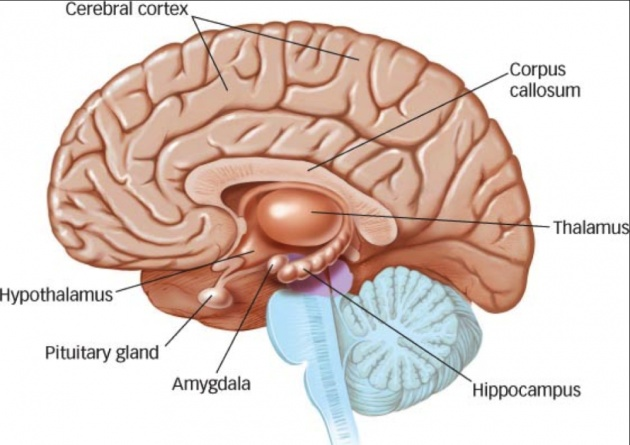 Cerebral cortex
Corpus
callosum
Thalamus
Hypothalamus
Pituitary gland
Amygdala
Hippocampus